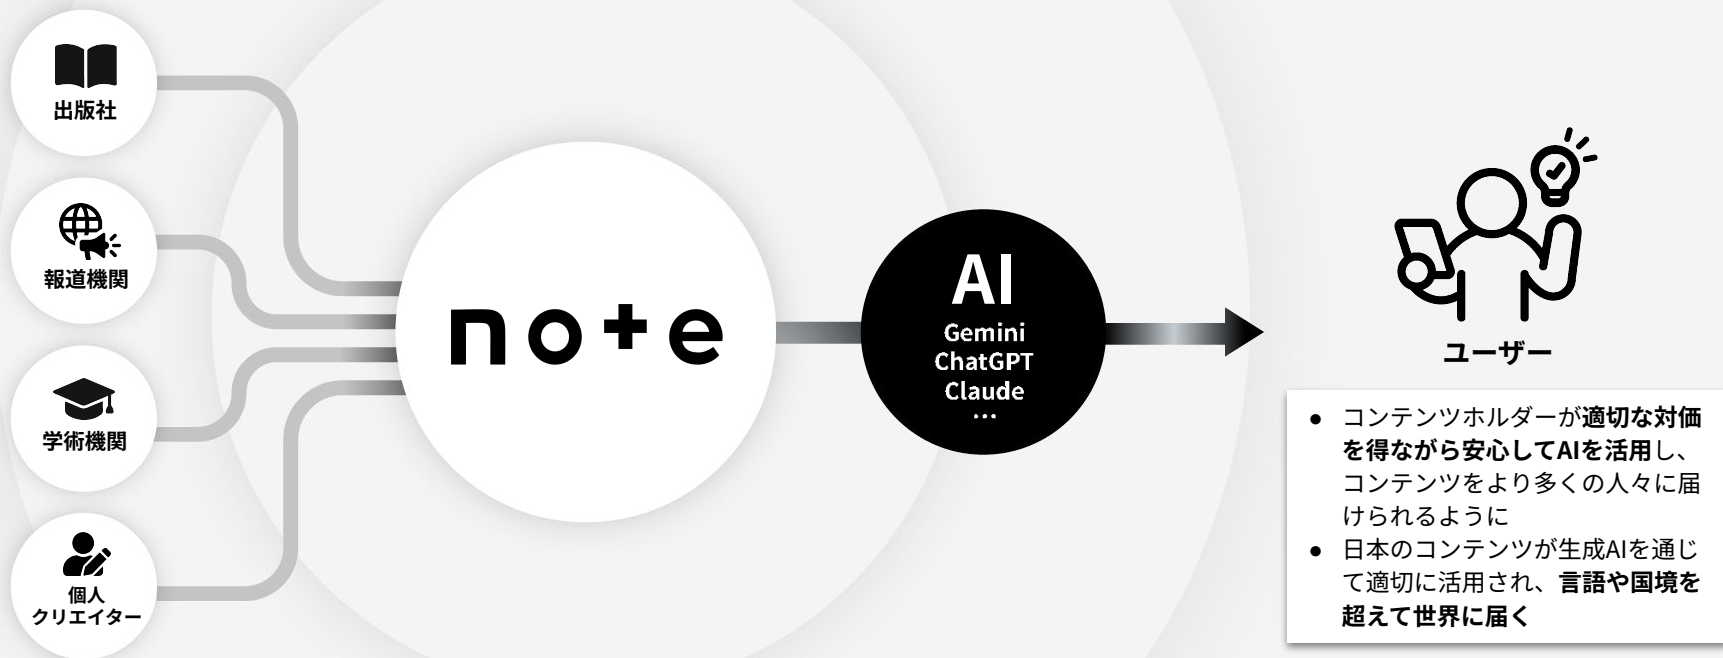 出版社
報道機関
学術機関
個人
クリエイター
note
AI
Gemini
ChatGPT
Claude
…
ユーザー
● コンテンツホルダーが適切な対価
を得ながら安心してAIを活用し、
コンテンツをより多くの人々に届
けられるように
● 日本のコンテンツが生成AIを通じ
て適切に活用され、言語や国境を
超えて世界に届く